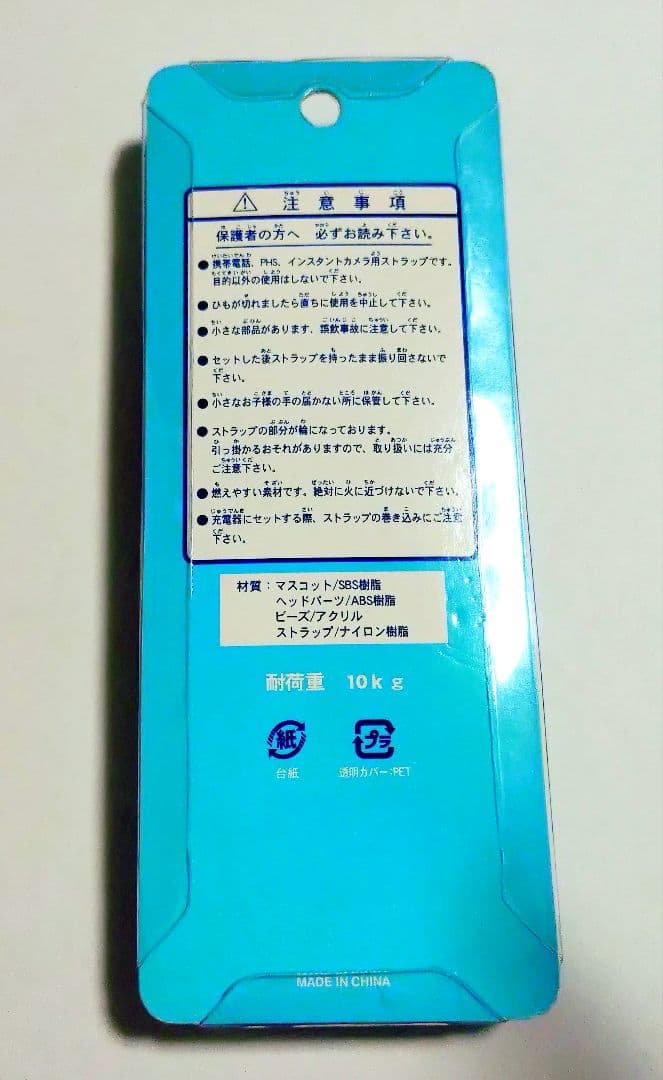 ⚠ 注意事項
保護者の方へ 必ずお読み下さい。
●携帯電話、PHS、インスタントカメラ用ストラップです。
目的以外の使用はしないで下さい。
●ひもが切れましたら直ちに使用を中止して下さい。
●小さな部品があります、誤飲事故に注意して下さい。
●セットした後ストラップを持ったまま振り回さないで
下さい。
●小さなお子様の手の届かない所に保管して下さい。
●ストラップの部分が輪になっております。
引っ掛かるおそれがありますので、取り扱いには充分
ご注意下さい。
●燃えやすい素材です。絶対に火に近づけないで下さい。
●充電器にセットする際、ストラップの巻き込みにご注意
下さい。
材質：マスコット/SBS樹脂
ヘッドパーツ/ABS樹脂
ビーズ/アクリル
ストラップ/ナイロン樹脂
耐荷重 10kg
紙 プラ
台紙 透明カバー:PET
MADE IN CHINA